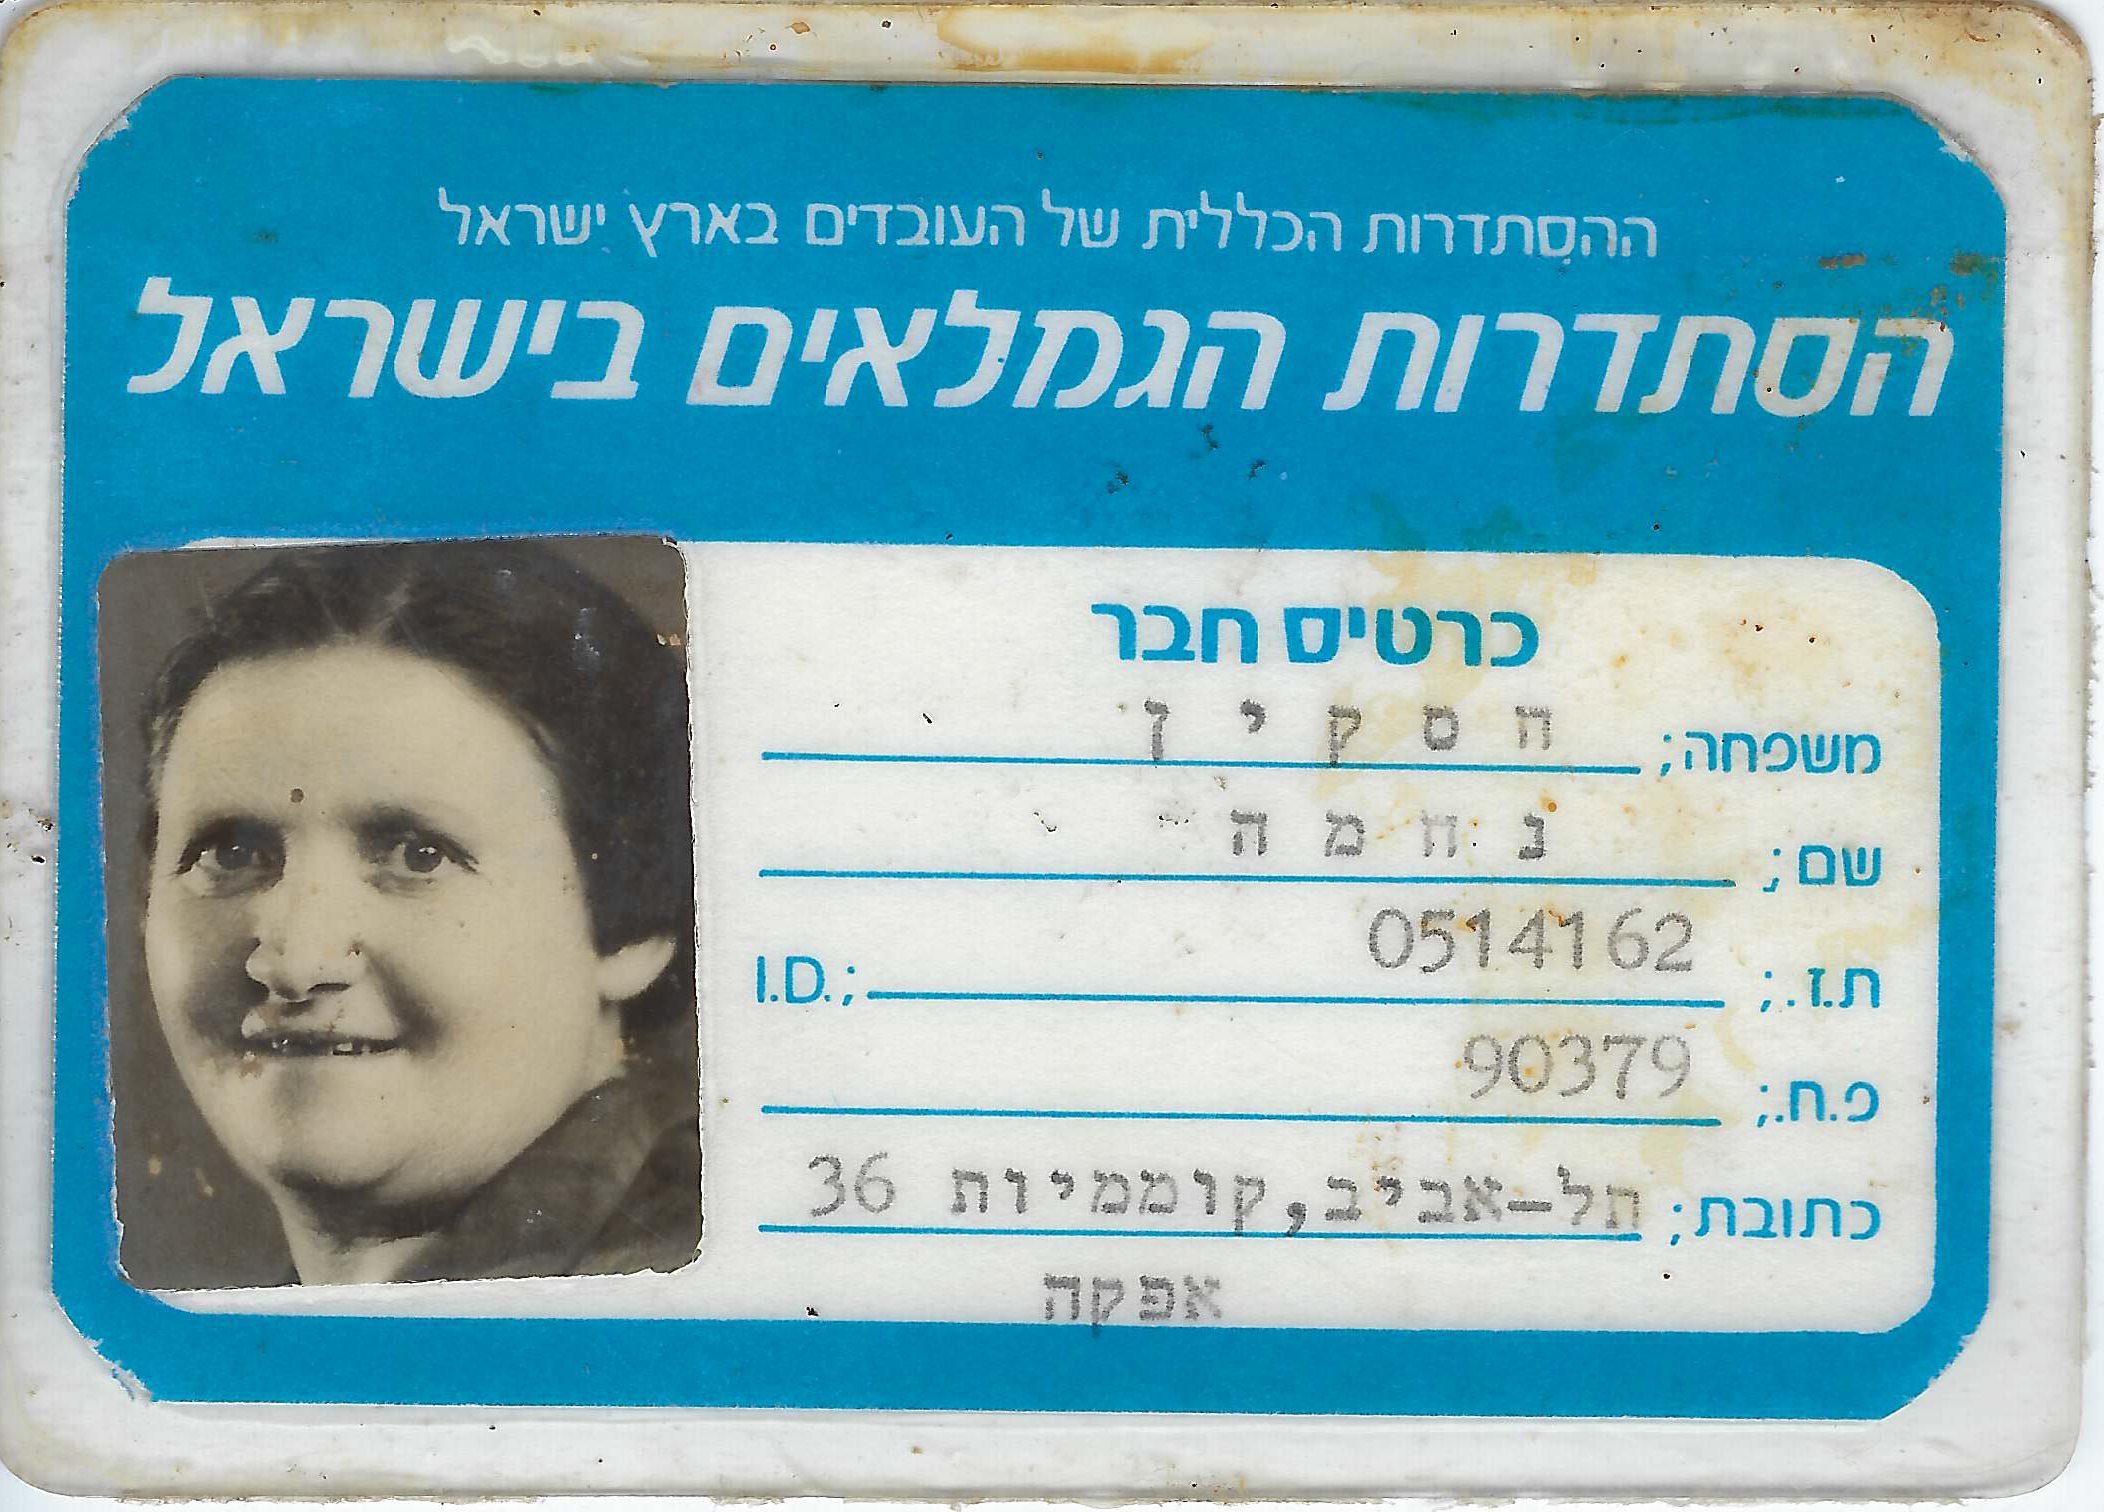 ההסתדרות הכללית של העובדים בארץ ישראל
הסתדרות הגמלאים בישראל
כרטיס חבר
משפחה; חסקין
שם; נחמה
ת.ז.; 0514162 I.D.;
פ.ח.; 90379
כתובת; תל-אביב, קוממיות 36
אפקה